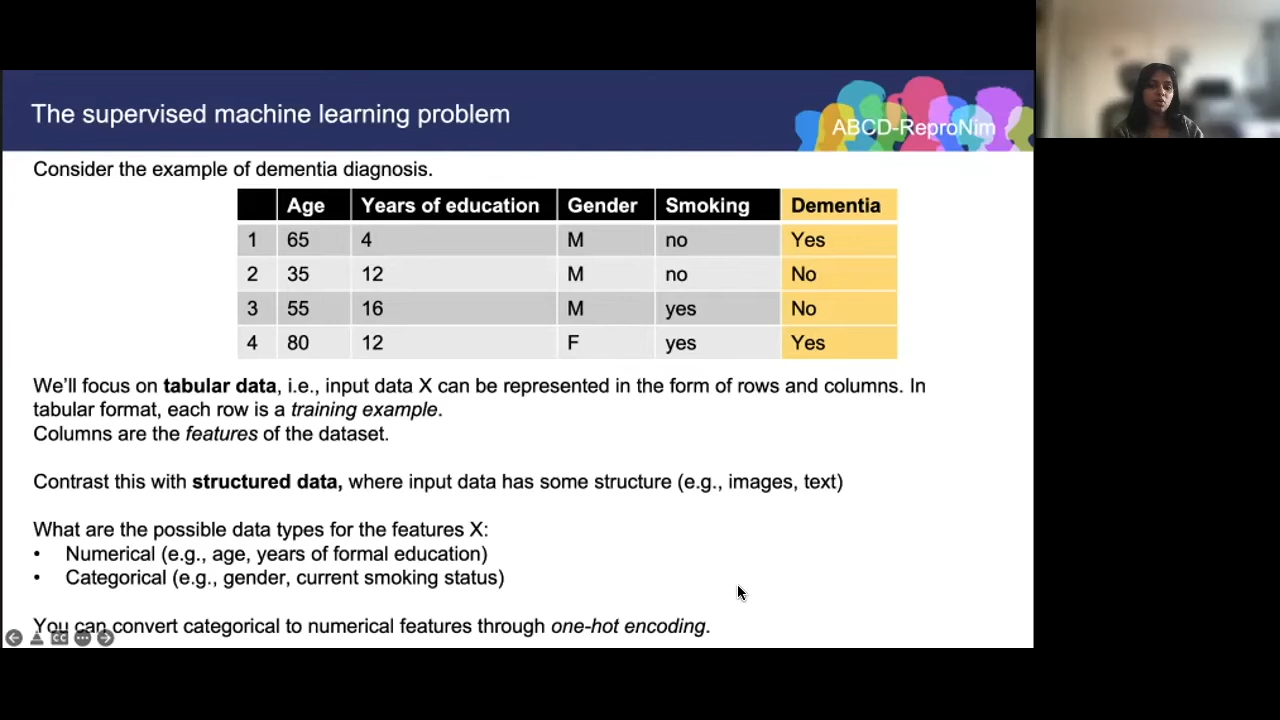 The supervised machine learning problem
ABCD-ReproNim
Consider the example of dementia diagnosis.
Age Years of education Gender Smoking Dementia
1 65 4 M no Yes
2 35 12 M no No
3 55 16 M yes No
4 80 12 F yes Yes
We'll focus on tabular data, i.e., input data X can be represented in the form of rows and columns. In
tabular format, each row is a training example.
Columns are the features of the dataset.
Contrast this with structured data, where input data has some structure (e.g., images, text)
What are the possible data types for the features X:
• Numerical (e.g., age, years of formal education)
• Categorical (e.g., gender, current smoking status)
You can convert categorical to numerical features through one-hot encoding.
CC